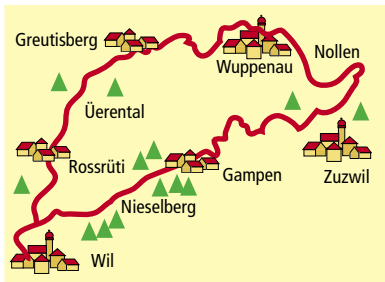 Greutisberg
Nollen
Wuppenau
Üerental
Rossrüti
Gampen
Zuzwil
Nieselberg
Wil